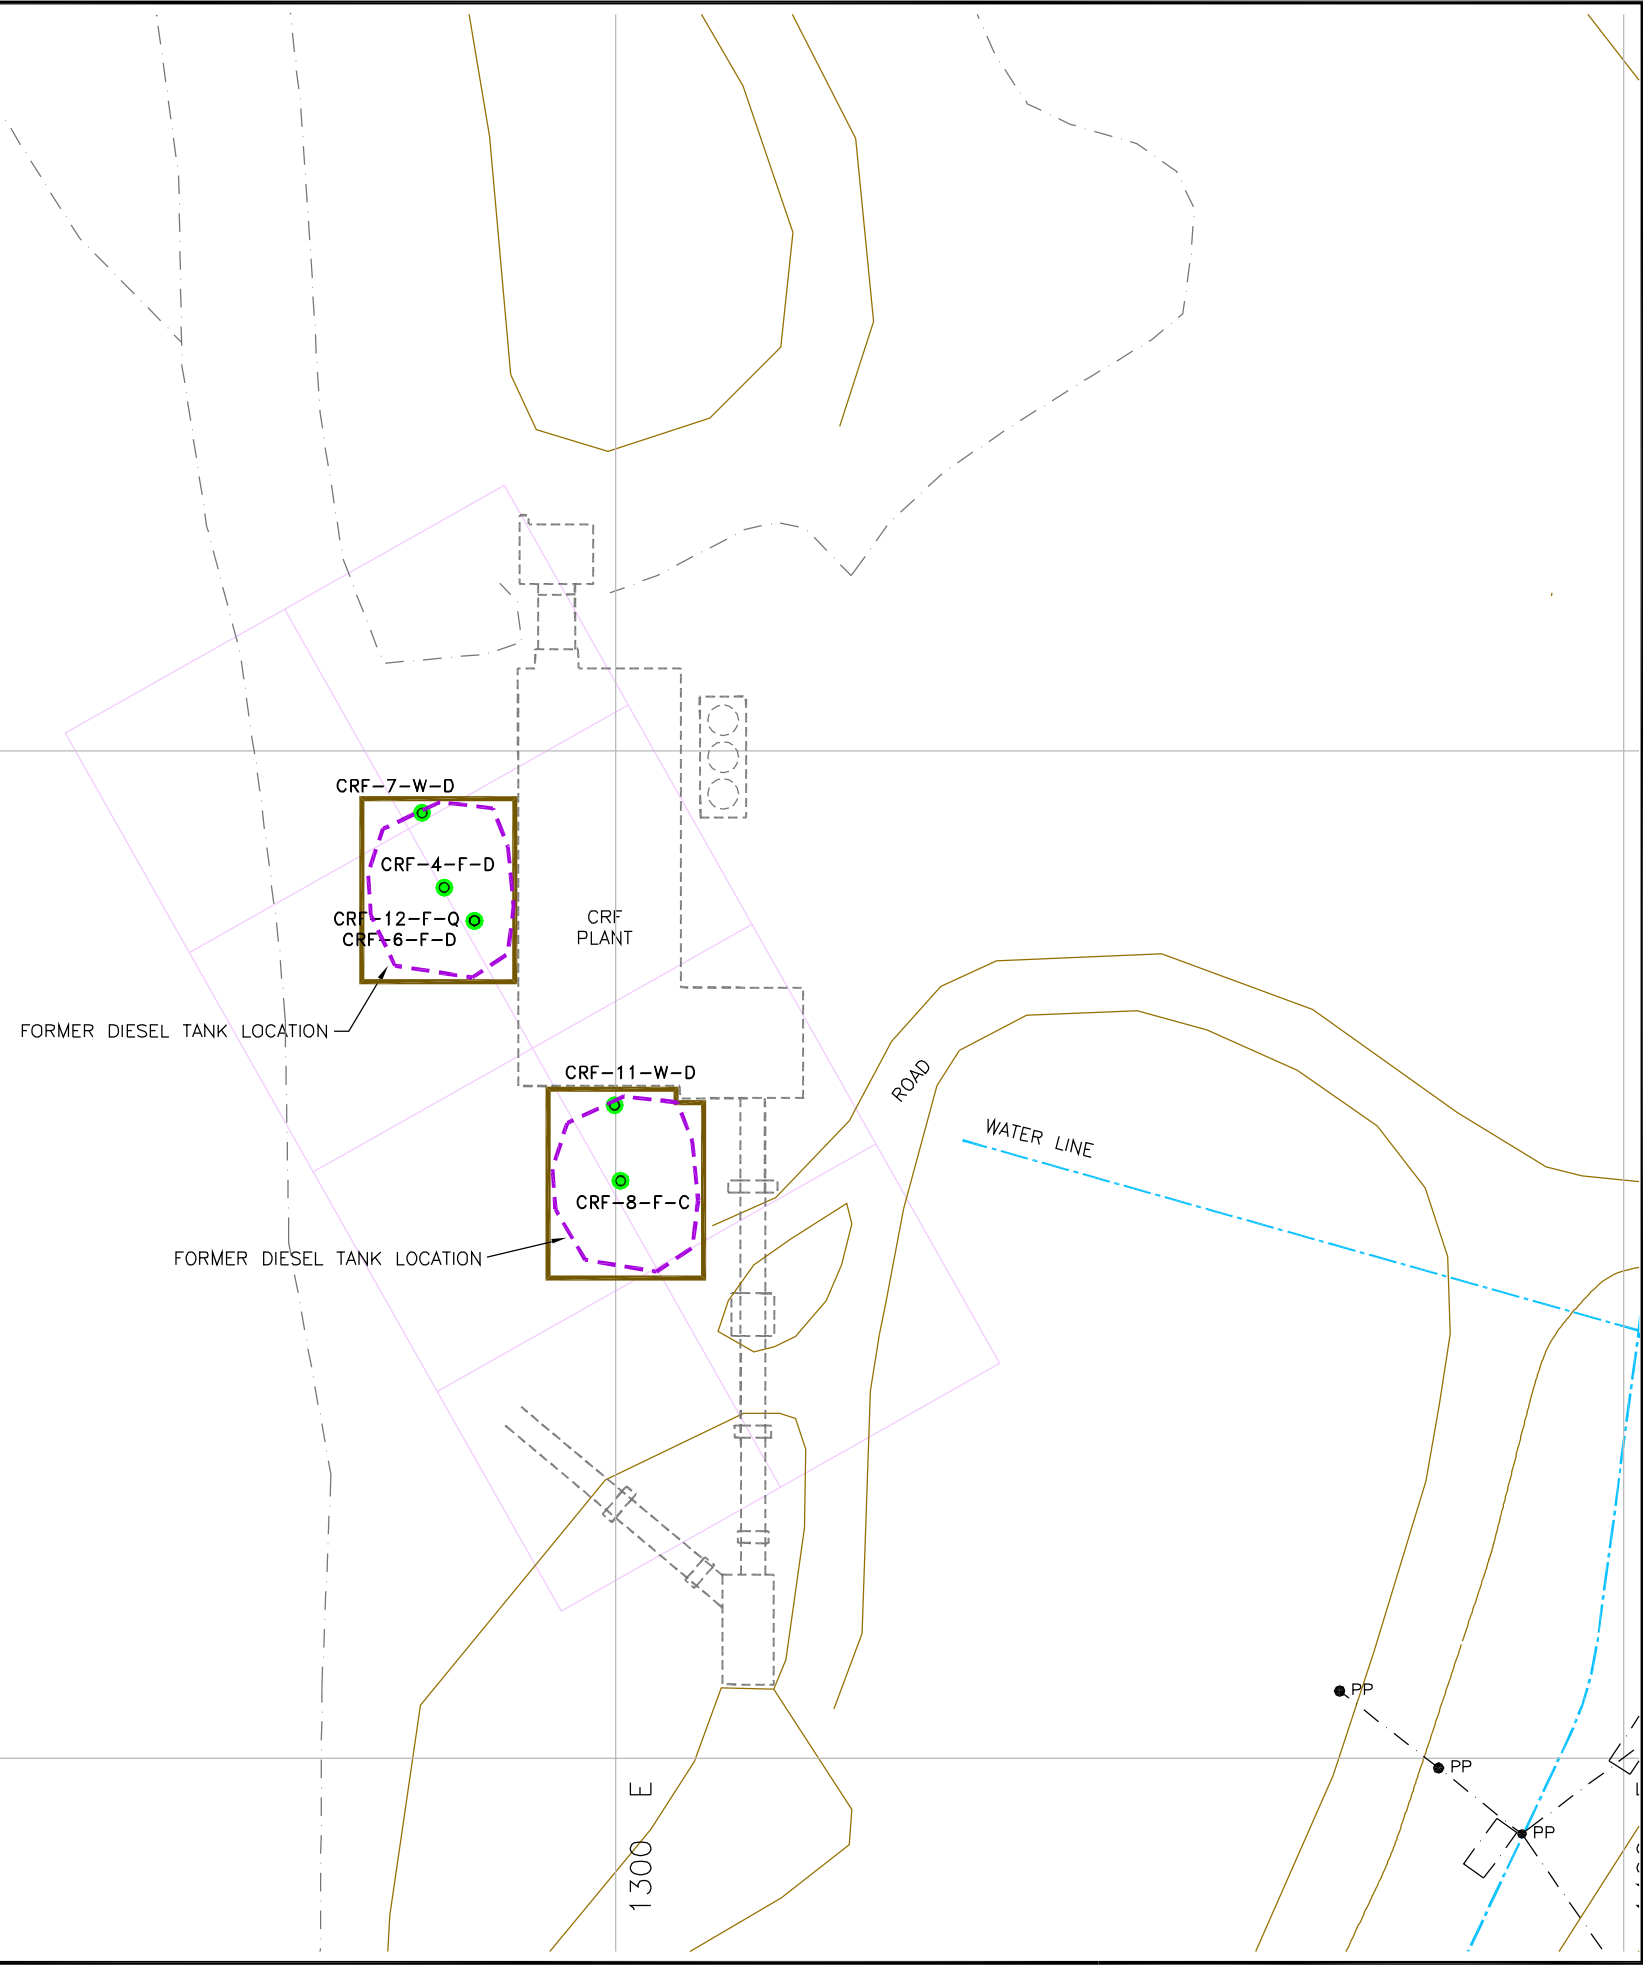 CRF-7-W-D
CRF-4-F-D
CRF-12-F-Q
CRF-6-F-D
CRF
PLANT
FORMER DIESEL TANK LOCATION
CRF-11-W-D
CRF-8-F-C
FORMER DIESEL TANK LOCATION
ROAD
WATER LINE
PP
PP
PP
1300 E